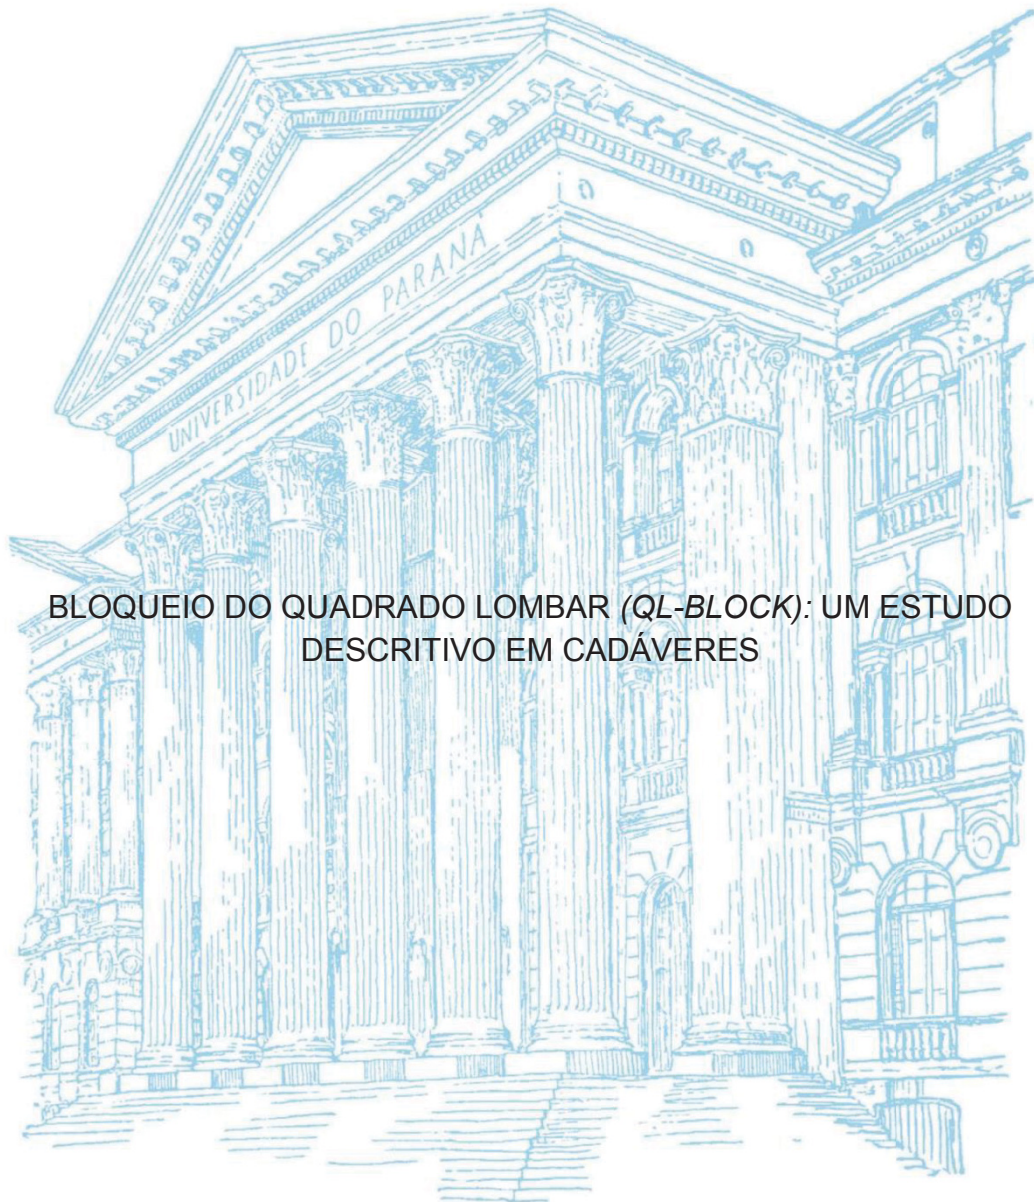 UNIVERSIDADE DO PARANÁ
BLOQUEIO DO QUADRADO LOMBAR (QL-BLOCK): UM ESTUDO
DESCRITIVO EM CADÁVERES